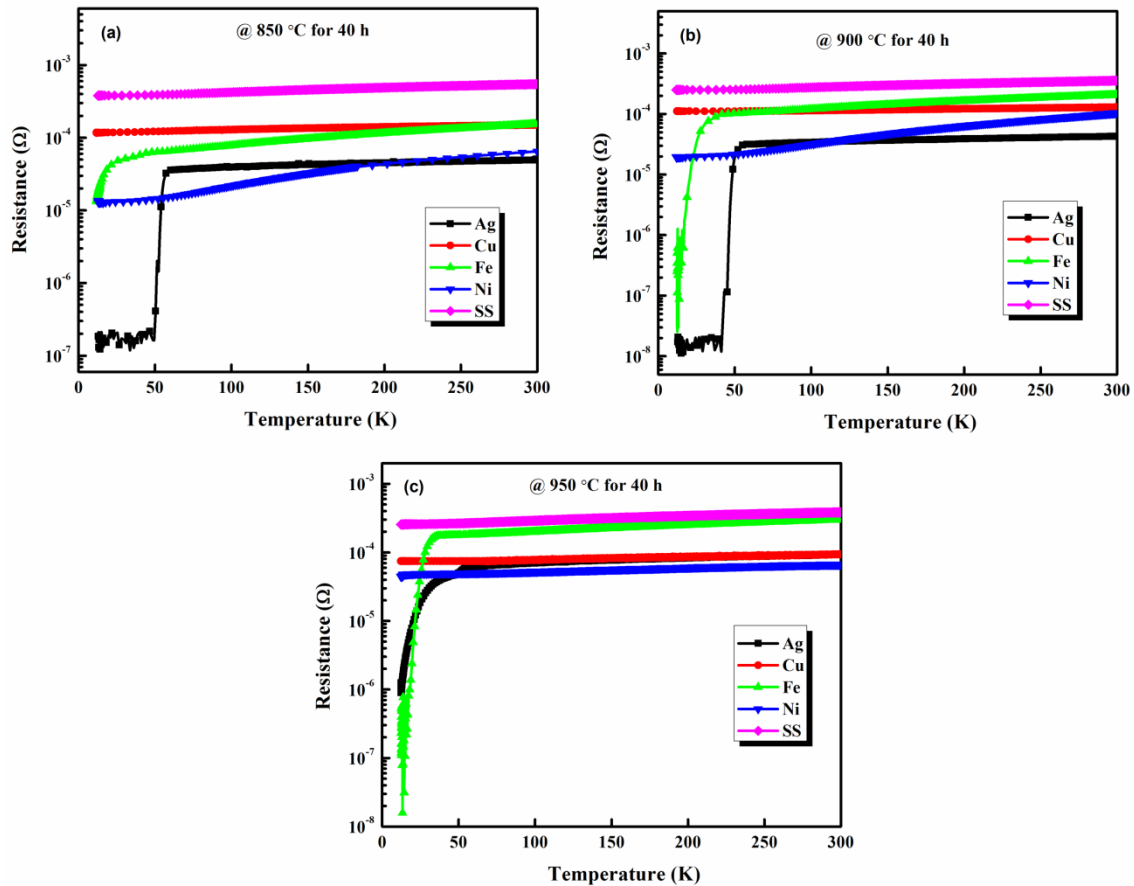 (a)
@ 850 °C for 40 h
10⁻³
10⁻⁴
10⁻⁵
10⁻⁶
10⁻⁷
Resistance (Ω)
Ag
Cu
Fe
Ni
SS
0 50 100 150 200 250 300
Temperature (K)
(b)
@ 900 °C for 40 h
10⁻³
10⁻⁴
10⁻⁵
10⁻⁶
10⁻⁷
10⁻⁸
Resistance (Ω)
Ag
Cu
Fe
Ni
SS
0 50 100 150 200 250 300
Temperature (K)
(c)
@ 950 °C for 40 h
10⁻³
10⁻⁴
10⁻⁵
10⁻⁶
10⁻⁷
10⁻⁸
Resistance (Ω)
Ag
Cu
Fe
Ni
SS
0 50 100 150 200 250 300
Temperature (K)